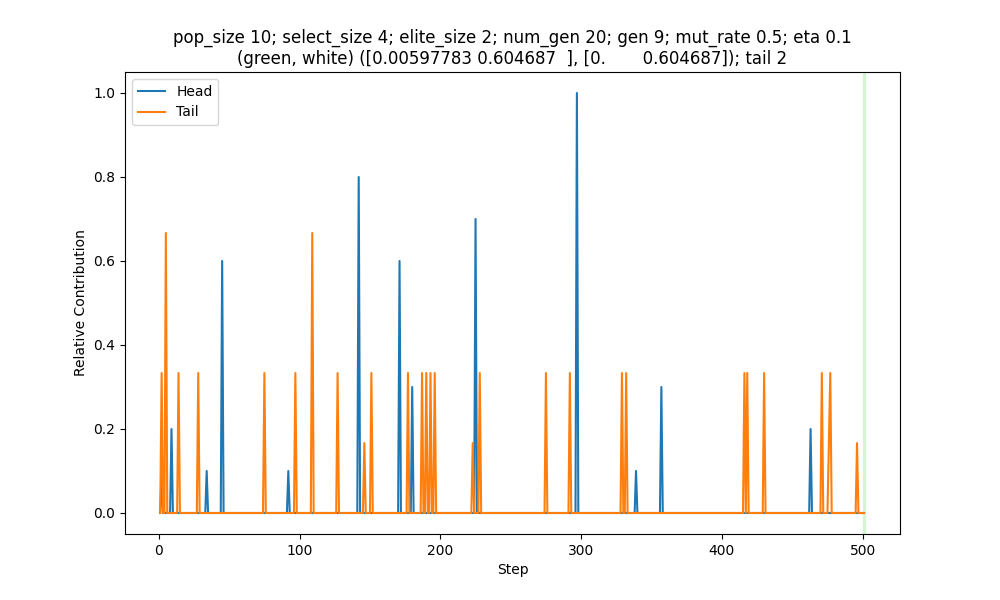 pop_size 10; select_size 4; elite_size 2; num_gen 20; gen 9; mut_rate 0.5; eta 0.1
(green, white) ([0.00597783 0.604687  ], [0.       0.604687]); tail 2
Head
Tail
1.0
0.8
0.6
0.4
0.2
0.0
Relative Contribution
0
100
200
300
400
500
Step